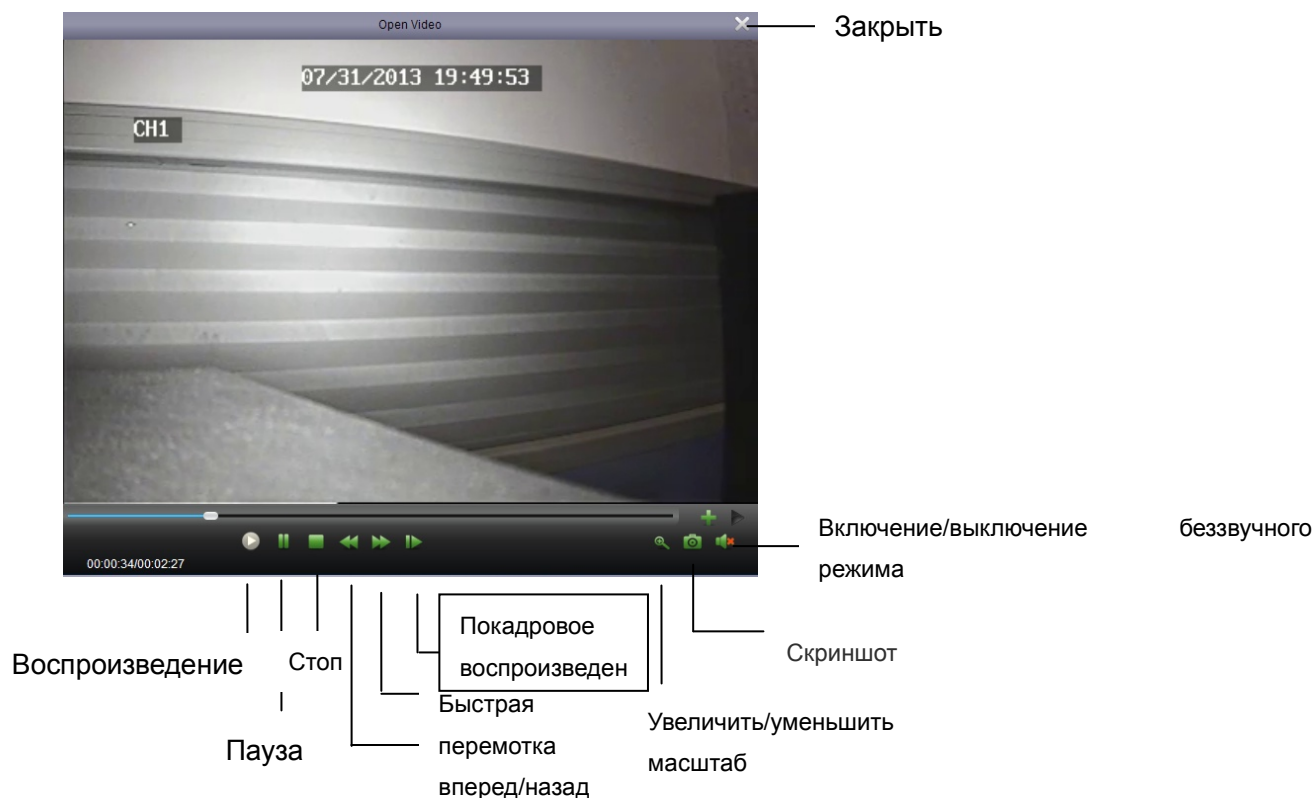 Open Video
Закрыть
07/31/2013 19:49:53
CH1
Включение/выключение беззвучного
режима
00:00:34/00:02:27
Покадровое
воспроизведен
Скриншот
Воспроизведение
Стоп
Быстрая
перемотка
вперед/назад
Увеличить/уменьшить
масштаб
Пауза